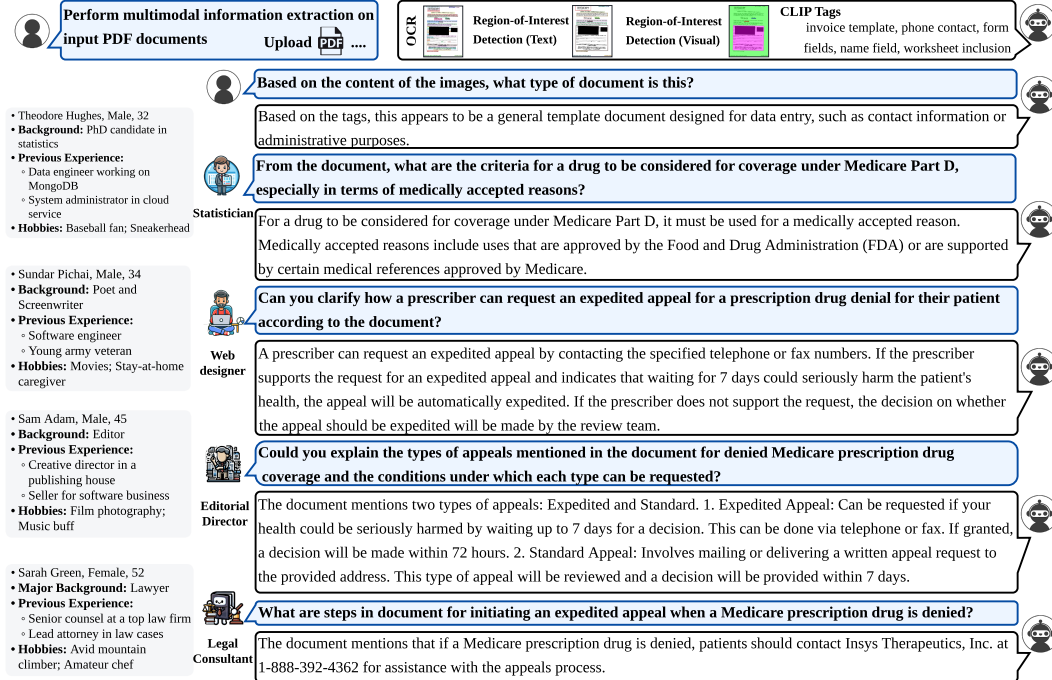 Perform multimodal information extraction on
input PDF documents
Upload PDF ....
OCR
Region-of-Interest
Detection (Text)
Region-of-Interest
Detection (Visual)
CLIP Tags
invoice template, phone contact, form
fields, name field, worksheet inclusion
Based on the content of the images, what type of document is this?
Based on the tags, this appears to be a general template document designed for data entry, such as contact information or
administrative purposes.
• Theodore Hughes, Male, 32
• Background: PhD candidate in
statistics
• Previous Experience:
◦ Data engineer working on
MongoDB
◦ System administrator in cloud
service
• Hobbies: Baseball fan; Sneakerhead
Statistician
From the document, what are the criteria for a drug to be considered for coverage under Medicare Part D,
especially in terms of medically accepted reasons?
For a drug to be considered for coverage under Medicare Part D, it must be used for a medically accepted reason.
Medically accepted reasons include uses that are approved by the Food and Drug Administration (FDA) or are supported
by certain medical references approved by Medicare.
• Sundar Pichai, Male, 34
• Background: Poet and
Screenwriter
• Previous Experience:
◦ Software engineer
◦ Young army veteran
• Hobbies: Movies; Stay-at-home
caregiver
Web
designer
Can you clarify how a prescriber can request an expedited appeal for a prescription drug denial for their patient
according to the document?
A prescriber can request an expedited appeal by contacting the specified telephone or fax numbers. If the prescriber
supports the request for an expedited appeal and indicates that waiting for 7 days could seriously harm the patient's
health, the appeal will be automatically expedited. If the prescriber does not support the request, the decision on whether
the appeal should be expedited will be made by the review team.
• Sam Adam, Male, 45
• Background: Editor
• Previous Experience:
◦ Creative director in a
publishing house
◦ Seller for software business
• Hobbies: Film photography;
Music buff
Editorial
Director
Could you explain the types of appeals mentioned in the document for denied Medicare prescription drug
coverage and the conditions under which each type can be requested?
The document mentions two types of appeals: Expedited and Standard. 1. Expedited Appeal: Can be requested if your
health could be seriously harmed by waiting up to 7 days for a decision. This can be done via telephone or fax. If granted,
a decision will be made within 72 hours. 2. Standard Appeal: Involves mailing or delivering a written appeal request to
the provided address. This type of appeal will be reviewed and a decision will be provided within 7 days.
• Sarah Green, Female, 52
• Major Background: Lawyer
• Previous Experience:
◦ Senior counsel at a top law firm
◦ Lead attorney in law cases
• Hobbies: Avid mountain
climber; Amateur chef
Legal
Consultant
What are steps in document for initiating an expedited appeal when a Medicare prescription drug is denied?
The document mentions that if a Medicare prescription drug is denied, patients should contact Insys Therapeutics, Inc. at
1-888-392-4362 for assistance with the appeals process.